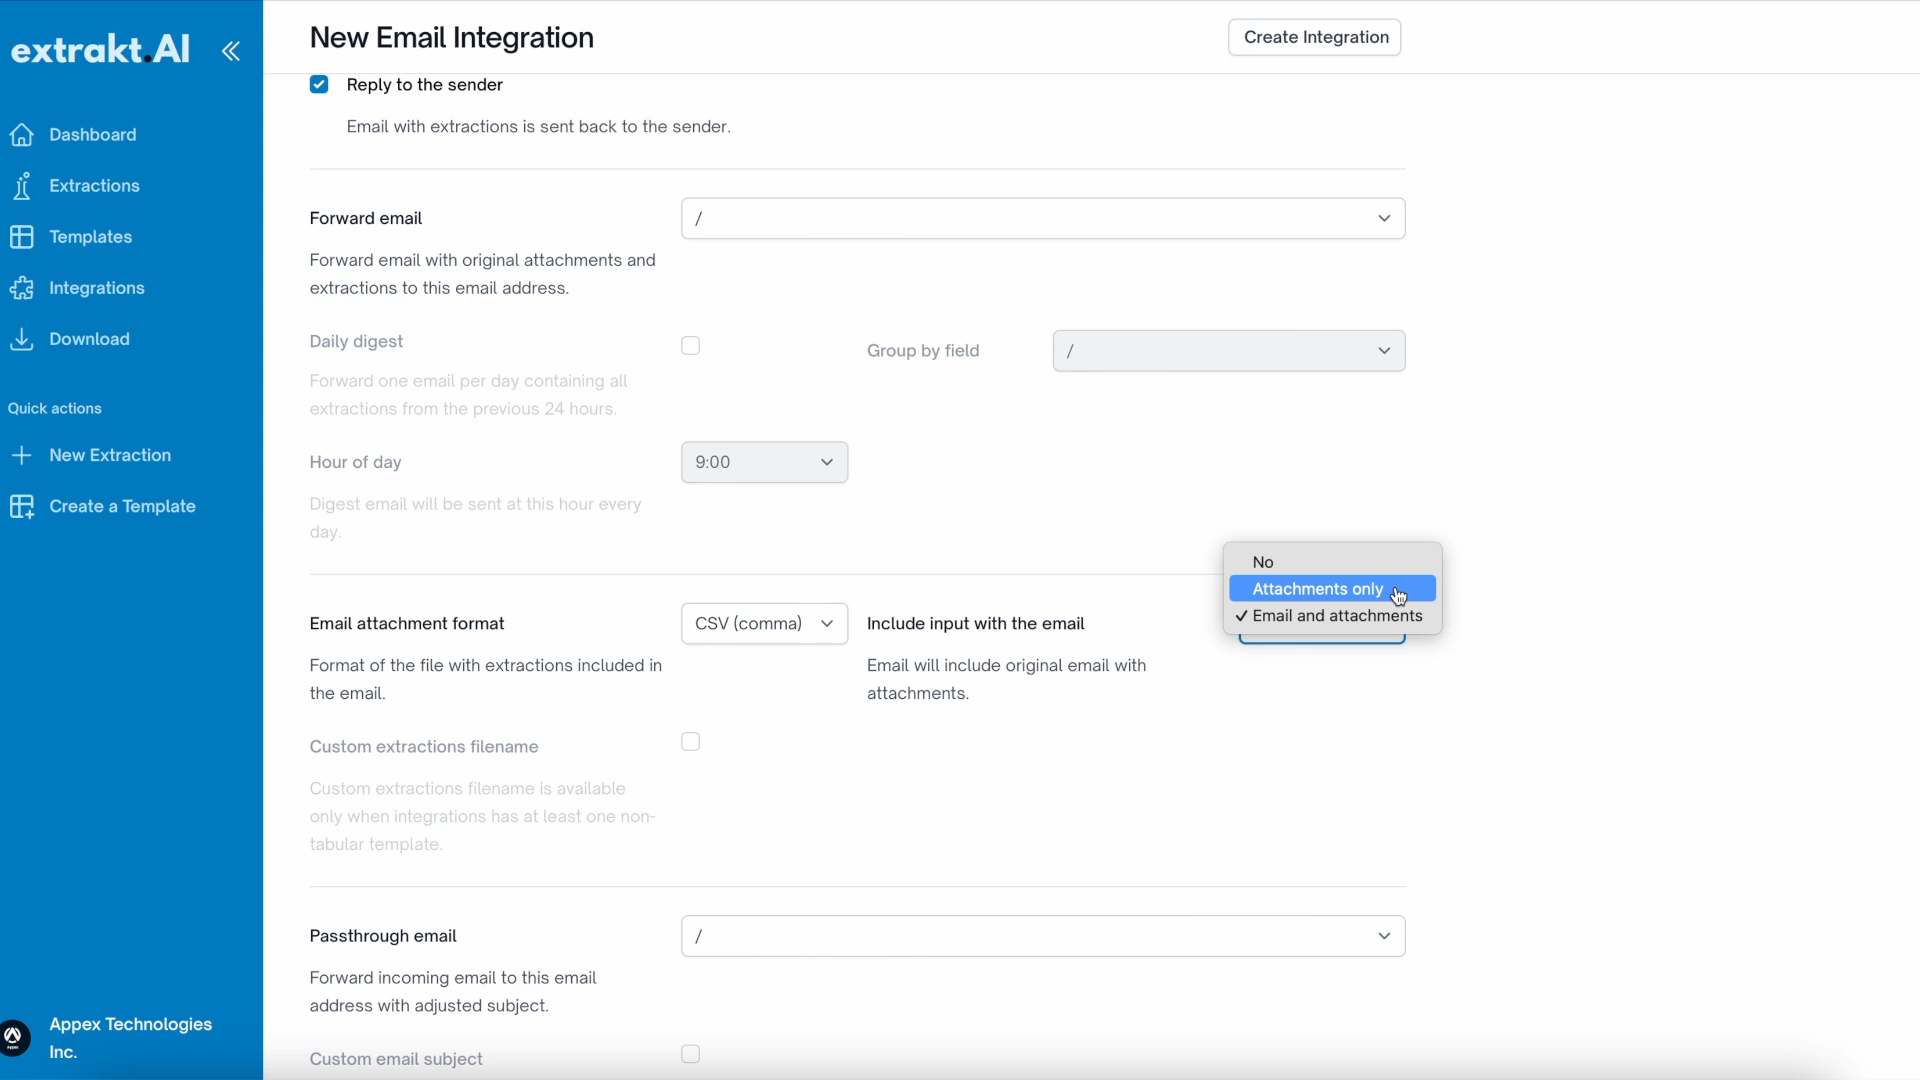 extrakt.AI
Dashboard
Extractions
Templates
Integrations
Download
Quick actions
New Extraction
Create a Template
Appex Technologies
Inc.
New Email Integration
Create Integration
Reply to the sender
Email with extractions is sent back to the sender.
Forward email
/
Forward email with original attachments and
extractions to this email address.
Daily digest
Group by field
/
Forward one email per day containing all
extractions from the previous 24 hours.
Hour of day
9:00
Digest email will be sent at this hour every
day.
No
Attachments only
✓ Email and attachments
Email attachment format
CSV (comma)
Include input with the email
Format of the file with extractions included in
the email.
Email will include original email with
attachments.
Custom extractions filename
Custom extractions filename is available
only when integrations has at least one non-
tabular template.
Passthrough email
/
Forward incoming email to this email
address with adjusted subject.
Custom email subject